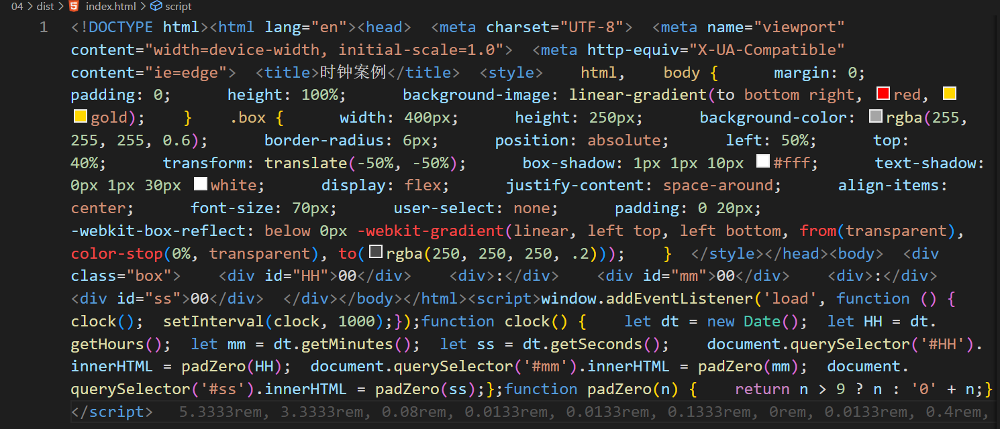 04 > dist > index.html > script
1 <!DOCTYPE html><html lang="en"><head>  <meta charset="UTF-8">  <meta name="viewport"
content="width=device-width, initial-scale=1.0">  <meta http-equiv="X-UA-Compatible"
content="ie=edge">  <title>时钟案例</title>  <style>    html,    body {      margin: 0;
padding: 0;      height: 100%;      background-image: linear-gradient(to bottom right, red,
gold);    }    .box {      width: 400px;      height: 250px;      background-color: rgba(255,
255, 255, 0.6);      border-radius: 6px;      position: absolute;      left: 50%;      top:
40%;      transform: translate(-50%, -50%);      box-shadow: 1px 1px 10px #fff;      text-shadow:
0px 1px 30px white;      display: flex;      justify-content: space-around;      align-items:
center;      font-size: 70px;      user-select: none;      padding: 0 20px;
-webkit-box-reflect: below 0px -webkit-gradient(linear, left top, left bottom, from(transparent),
color-stop(0%, transparent), to(rgba(250, 250, 250, .2)));    }  </style></head><body>  <div
class="box">    <div id="HH">00</div>    <div>:</div>    <div id="mm">00</div>    <div>:</div>
<div id="ss">00</div>  </div></body></html><script>window.addEventListener('load', function () {
clock();  setInterval(clock, 1000);});function clock() {    let dt = new Date();  let HH = dt.
getHours();  let mm = dt.getMinutes();  let ss = dt.getSeconds();    document.querySelector('#HH').
innerHTML = padZero(HH);  document.querySelector('#mm').innerHTML = padZero(mm);  document.
querySelector('#ss').innerHTML = padZero(ss);};function padZero(n) {    return n > 9 ? n : '0' + n;}
</script>  5.3333rem, 3.3333rem, 0.08rem, 0.0133rem, 0.0133rem, 0.1333rem, 0rem, 0.0133rem, 0.4rem,